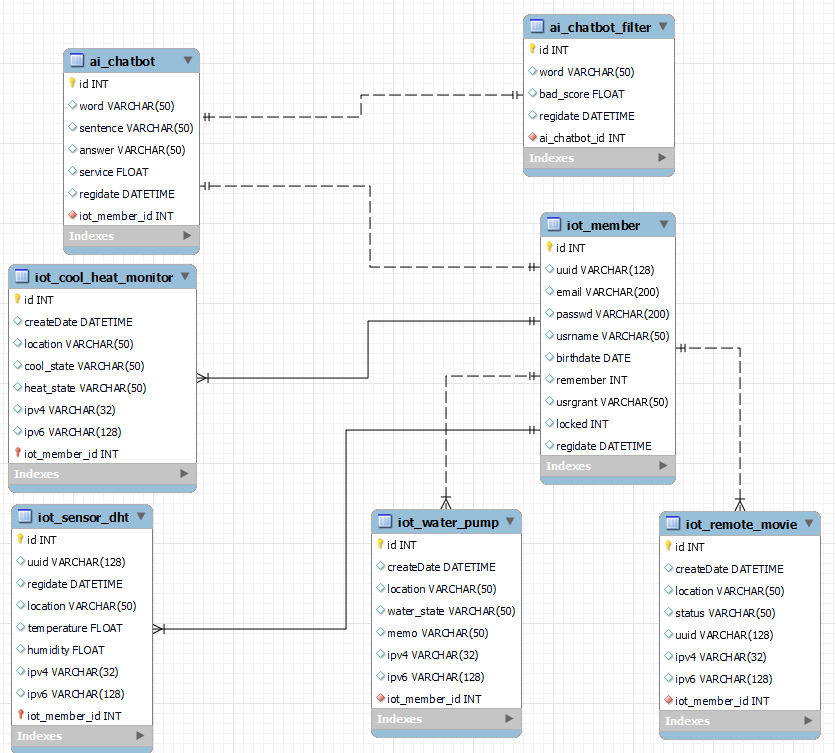 ai_chatbot
id INT
word VARCHAR(50)
sentence VARCHAR(50)
answer VARCHAR(50)
service FLOAT
regidate DATETIME
iot_member_id INT
Indexes
ai_chatbot_filter
id INT
word VARCHAR(50)
bad_score FLOAT
regidate DATETIME
ai_chatbot_id INT
Indexes
iot_member
id INT
uuid VARCHAR(128)
email VARCHAR(200)
passwd VARCHAR(200)
usrname VARCHAR(50)
birthdate DATE
remember INT
usrgrant VARCHAR(50)
locked INT
regidate DATETIME
Indexes
iot_cool_heat_monitor
id INT
createDate DATETIME
location VARCHAR(50)
cool_state VARCHAR(50)
heat_state VARCHAR(50)
ipv4 VARCHAR(32)
ipv6 VARCHAR(128)
iot_member_id INT
Indexes
iot_sensor_dht
id INT
uuid VARCHAR(128)
regidate DATETIME
location VARCHAR(50)
temperature FLOAT
humidity FLOAT
ipv4 VARCHAR(32)
ipv6 VARCHAR(128)
iot_member_id INT
Indexes
iot_water_pump
id INT
createDate DATETIME
location VARCHAR(50)
water_state VARCHAR(50)
memo VARCHAR(50)
ipv4 VARCHAR(32)
ipv6 VARCHAR(128)
iot_member_id INT
Indexes
iot_remote_movie
id INT
createDate DATETIME
location VARCHAR(50)
status VARCHAR(50)
uuid VARCHAR(128)
ipv4 VARCHAR(32)
ipv6 VARCHAR(128)
iot_member_id INT
Indexes